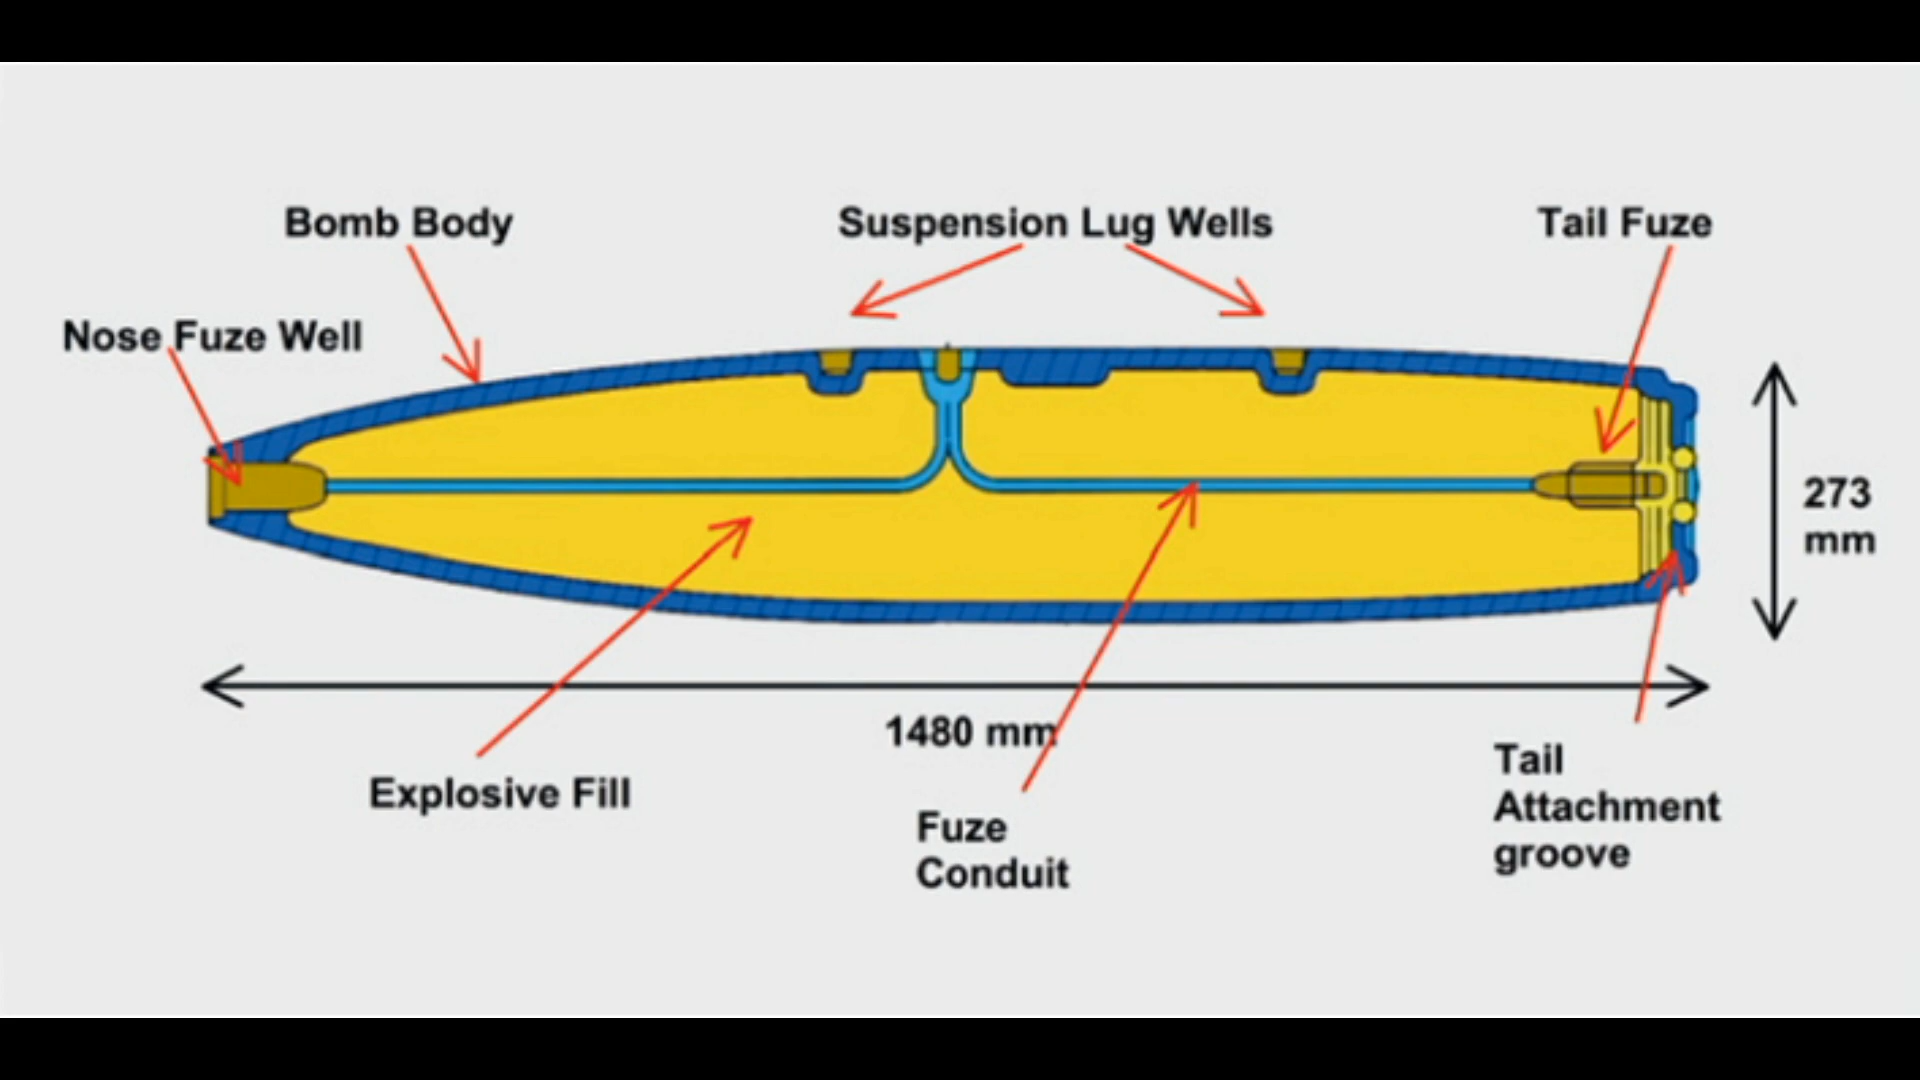 Bomb Body
Suspension Lug Wells
Tail Fuze
Nose Fuze Well
273
mm
1480 mm
Explosive Fill
Fuze
Conduit
Tail
Attachment
groove